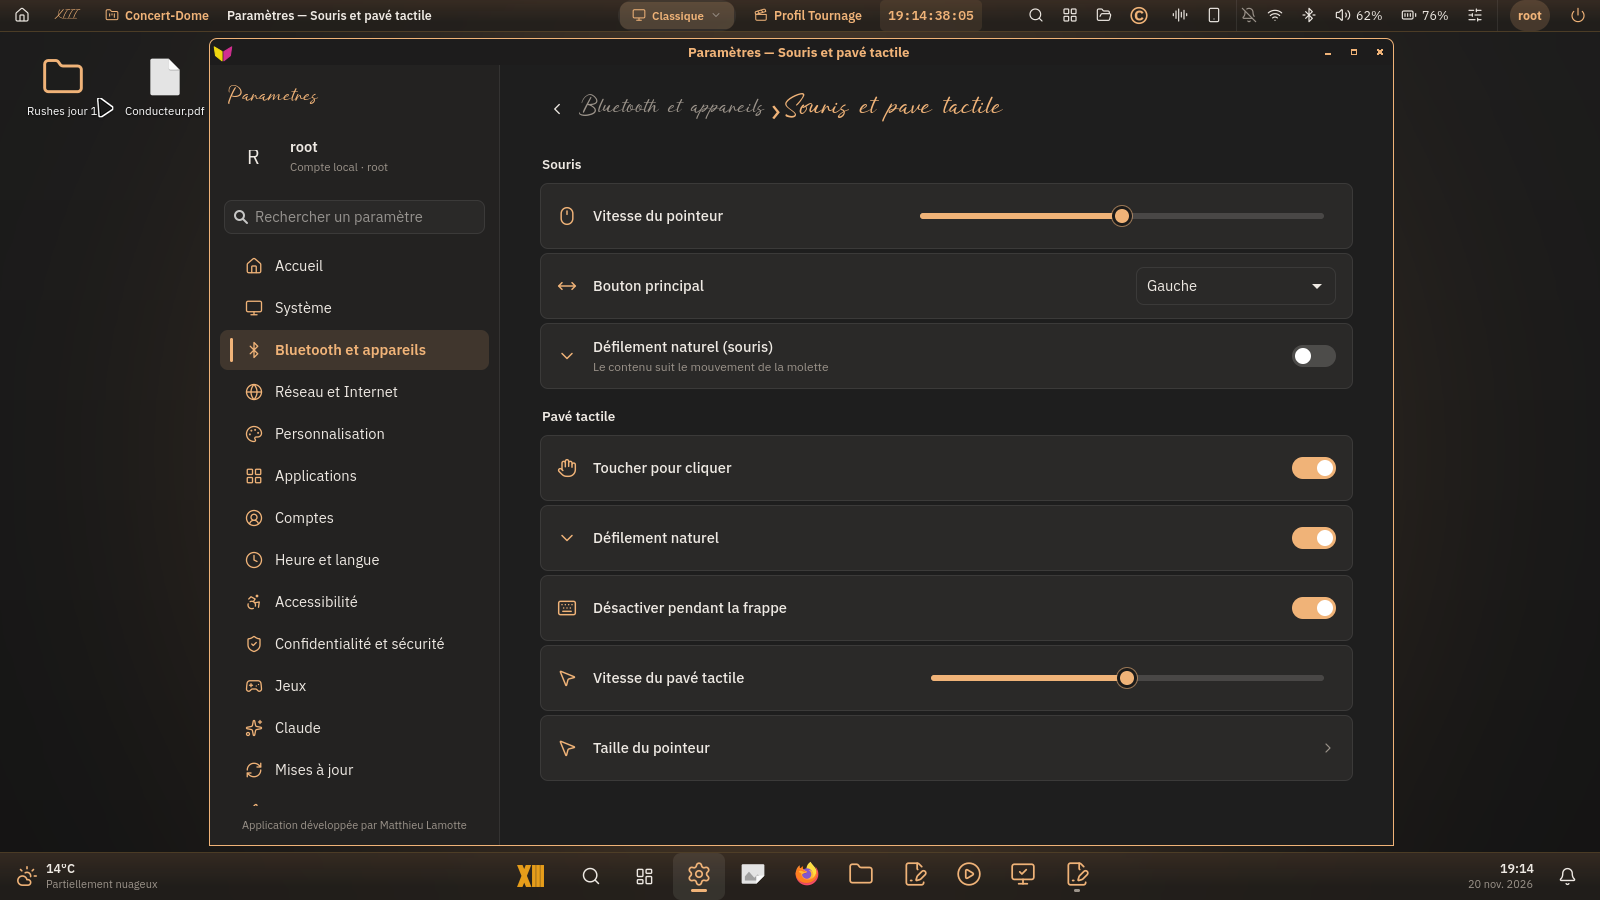 Concert-Dome
Paramètres — Souris et pavé tactile
Classique
Profil Tournage
19:14:38:05
62%
76%
root
Rushes jour 1
Conducteur.pdf
Paramètres — Souris et pavé tactile
Parametres
root
Compte local · root
R
Rechercher un paramètre
Accueil
Système
Bluetooth et appareils
Réseau et Internet
Personnalisation
Applications
Comptes
Heure et langue
Accessibilité
Confidentialité et sécurité
Jeux
Claude
Mises à jour
Application développée par Matthieu Lamotte
Bluetooth et appareils › Souris et pave tactile
Souris
Vitesse du pointeur
Bouton principal
Gauche
Défilement naturel (souris)
Le contenu suit le mouvement de la molette
Pavé tactile
Toucher pour cliquer
Défilement naturel
Désactiver pendant la frappe
Vitesse du pavé tactile
Taille du pointeur
14°C
Partiellement nuageux
XIII
19:14
20 nov. 2026